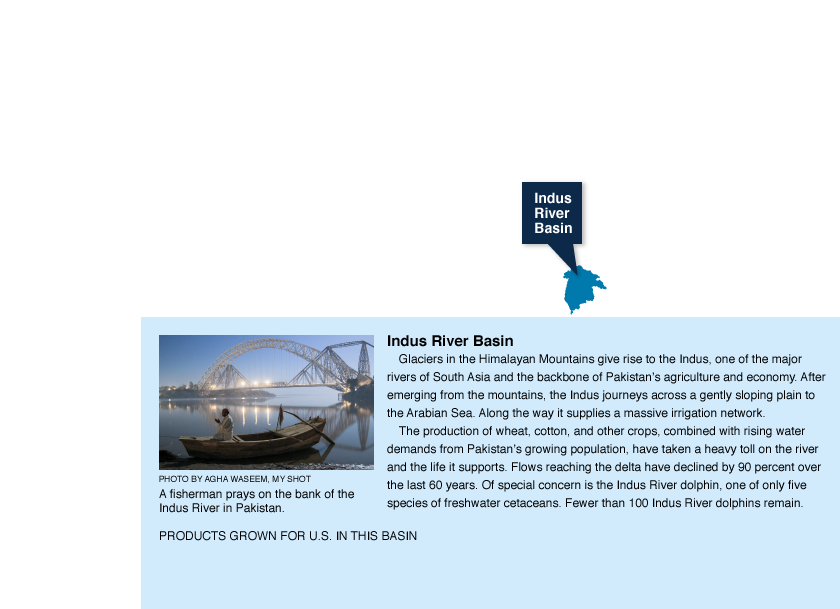 Indus
River
Basin
Indus River Basin
Glaciers in the Himalayan Mountains give rise to the Indus, one of the major
rivers of South Asia and the backbone of Pakistan's agriculture and economy. After
emerging from the mountains, the Indus journeys across a gently sloping plain to
the Arabian Sea. Along the way it supplies a massive irrigation network.
The production of wheat, cotton, and other crops, combined with rising water
demands from Pakistan's growing population, have taken a heavy toll on the river
and the life it supports. Flows reaching the delta have declined by 90 percent over
the last 60 years. Of special concern is the Indus River dolphin, one of only five
species of freshwater cetaceans. Fewer than 100 Indus River dolphins remain.
PHOTO BY AGHA WASEEM, MY SHOT
A fisherman prays on the bank of the
Indus River in Pakistan.
PRODUCTS GROWN FOR U.S. IN THIS BASIN